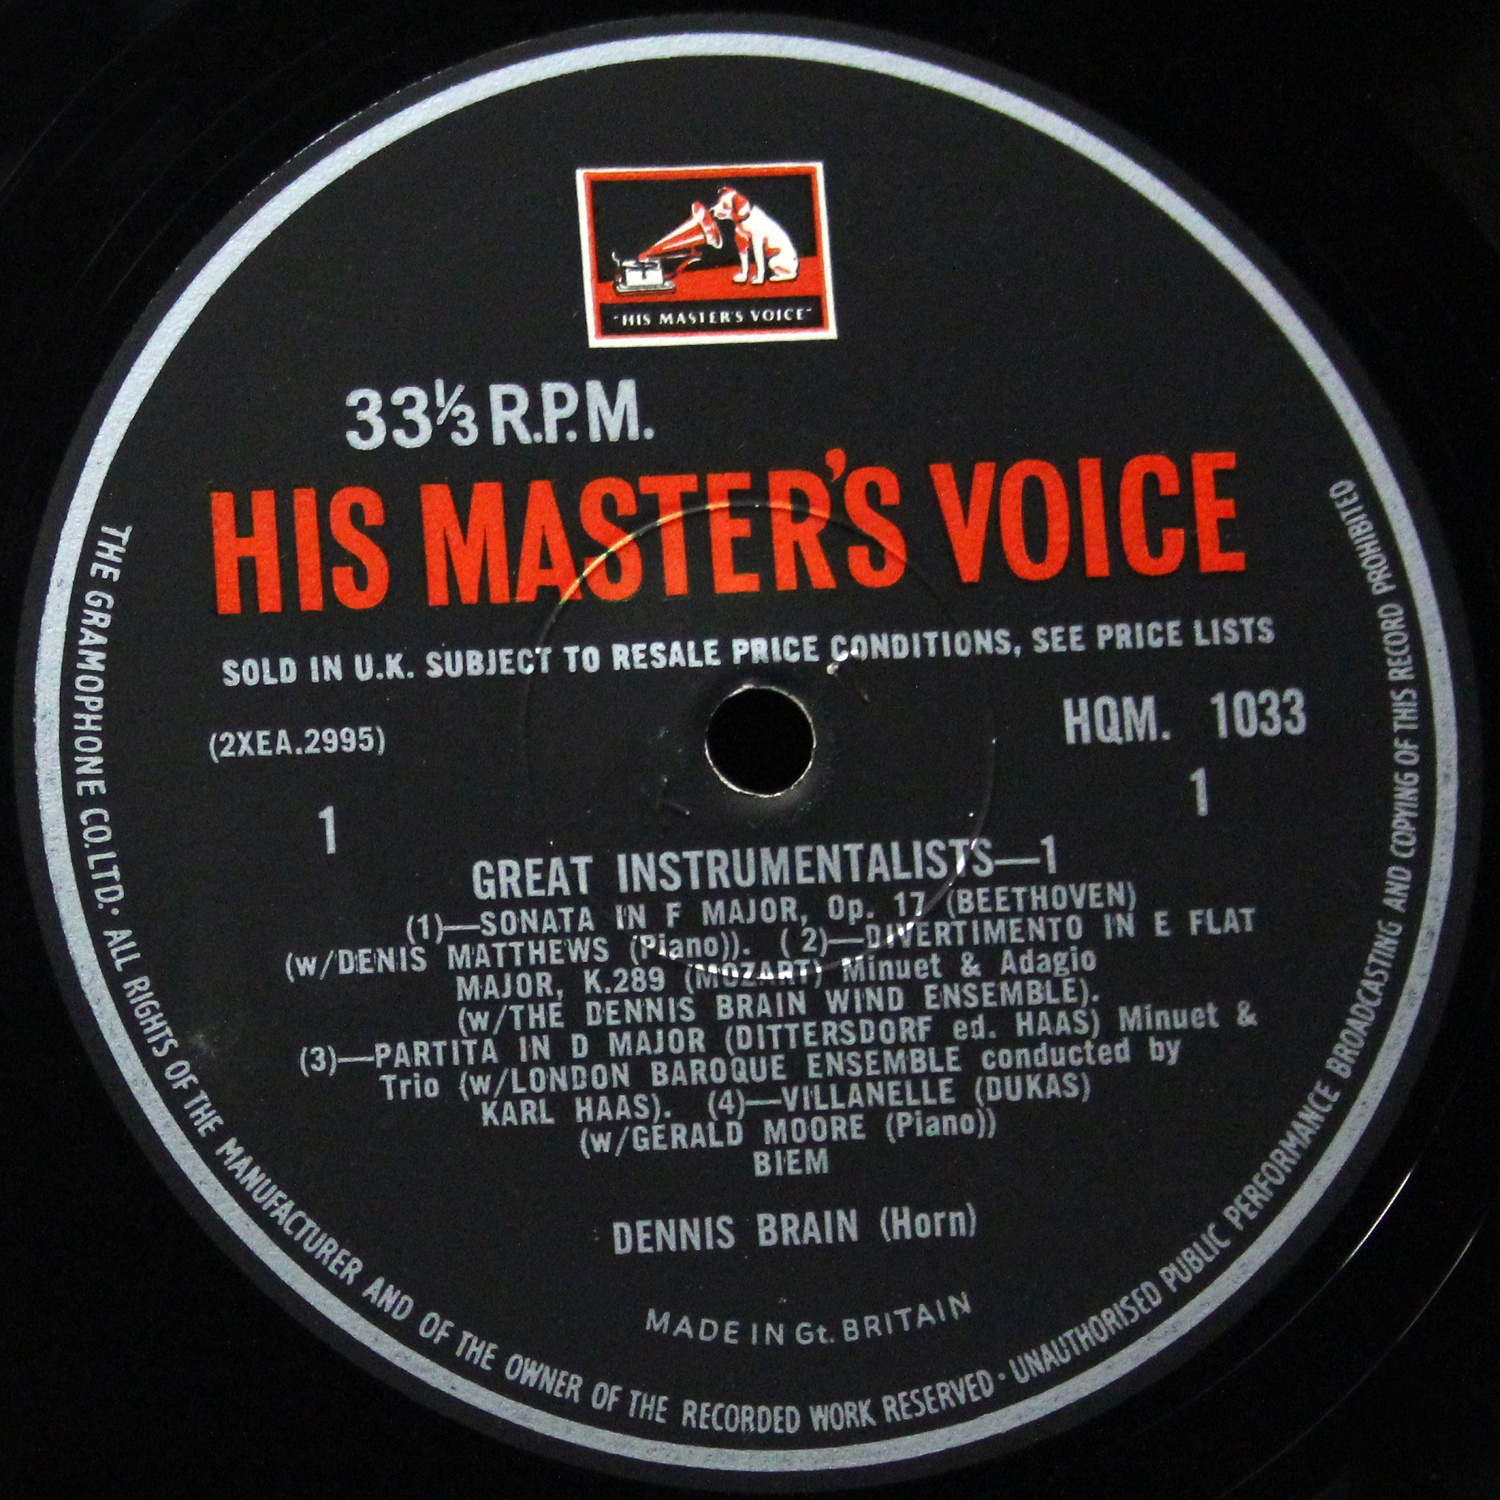 "HIS MASTER'S VOICE"
33⅓ R.P.M.
HIS MASTER'S VOICE
SOLD IN U.K. SUBJECT TO RESALE PRICE CONDITIONS, SEE PRICE LISTS
(2XEA.2995)
HQM. 1033
1
1
GREAT INSTRUMENTALISTS—1
(1)—SONATA IN F MAJOR, Op. 17 (BEETHOVEN)
(w/DENIS MATTHEWS (Piano)). (2)—DIVERTIMENTO IN E FLAT
MAJOR, K.289 (MOZART) Minuet & Adagio
(w/THE DENNIS BRAIN WIND ENSEMBLE).
(3)—PARTITA IN D MAJOR (DITTERSDORF ed. HAAS) Minuet &
Trio (w/LONDON BAROQUE ENSEMBLE conducted by
KARL HAAS). (4)—VILLANELLE (DUKAS)
(w/GERALD MOORE (Piano))
BIEM
DENNIS BRAIN (Horn)
MADE IN Gt. BRITAIN
THE GRAMOPHONE CO. LTD· ALL RIGHTS OF THE MANUFACTURER AND OF THE OWNER OF THE RECORDED WORK RESERVED · UNAUTHORISED PUBLIC PERFORMANCE BROADCASTING AND COPYING OF THIS RECORD PROHIBITED